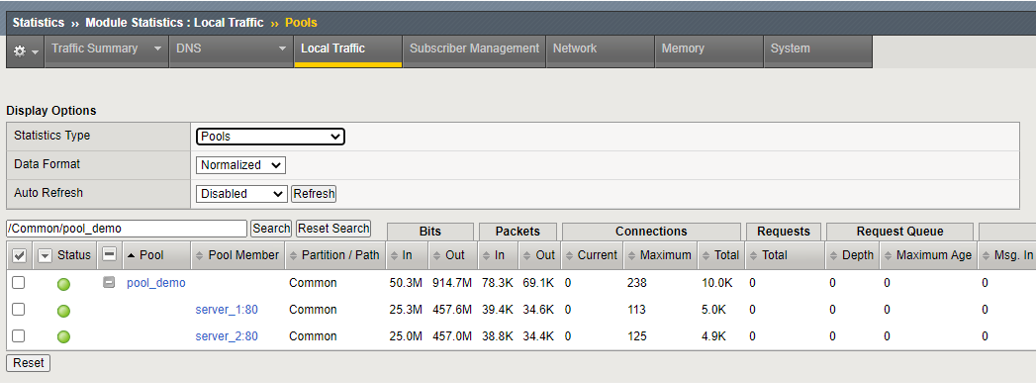 Statistics ›› Module Statistics : Local Traffic ›› Pools
Traffic Summary DNS Local Traffic Subscriber Management Network Memory System
Display Options
Statistics Type Pools
Data Format Normalized
Auto Refresh Disabled Refresh
/Common/pool_demo Search Reset Search Bits Packets Connections Requests Request Queue
Status Pool Pool Member Partition / Path In Out In Out Current Maximum Total Total Depth Maximum Age Msg. In
pool_demo Common 50.3M 914.7M 78.3K 69.1K 0 238 10.0K 0 0 0 0
server_1:80 Common 25.3M 457.6M 39.4K 34.6K 0 113 5.0K 0 0 0 0
server_2:80 Common 25.0M 457.0M 38.8K 34.4K 0 125 4.9K 0 0 0 0
Reset